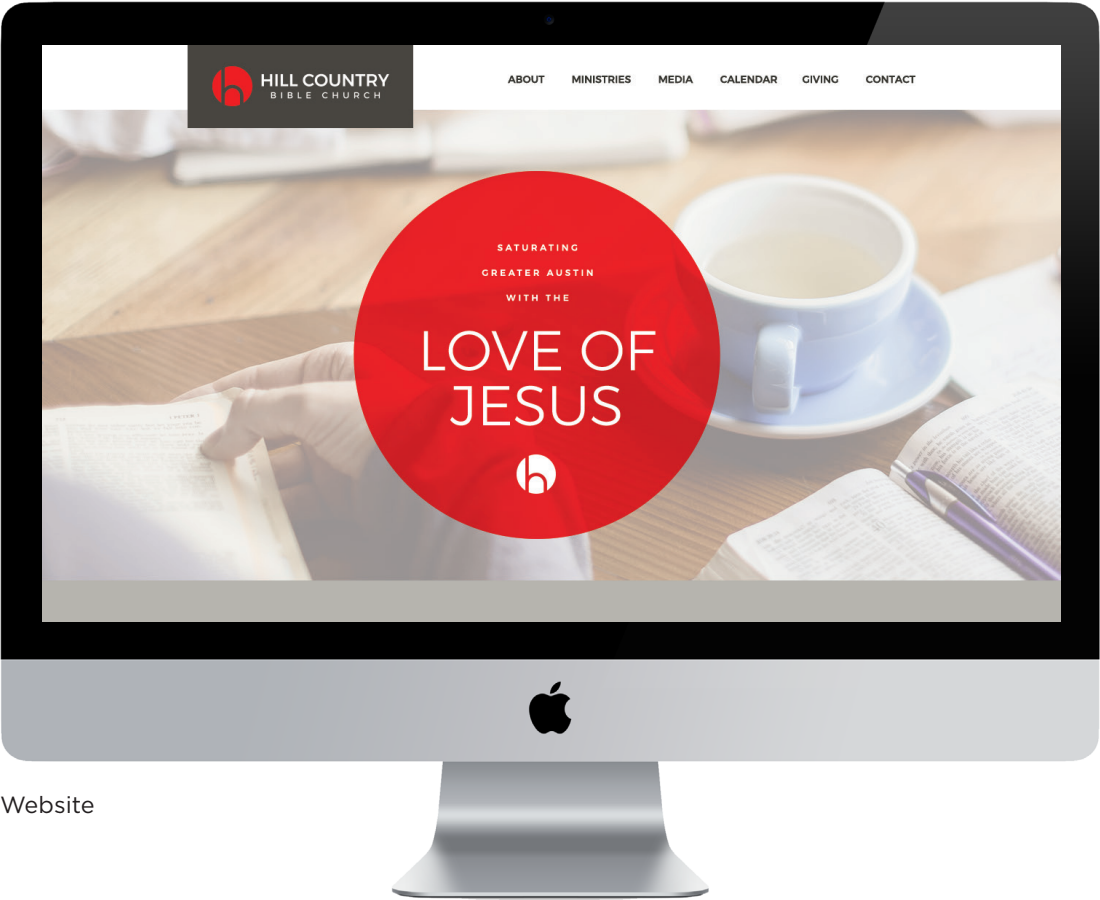 HILL COUNTRY
BIBLE CHURCH
ABOUT MINISTRIES MEDIA CALENDAR GIVING CONTACT
SATURATING
GREATER AUSTIN
WITH THE
LOVE OF
JESUS
Website